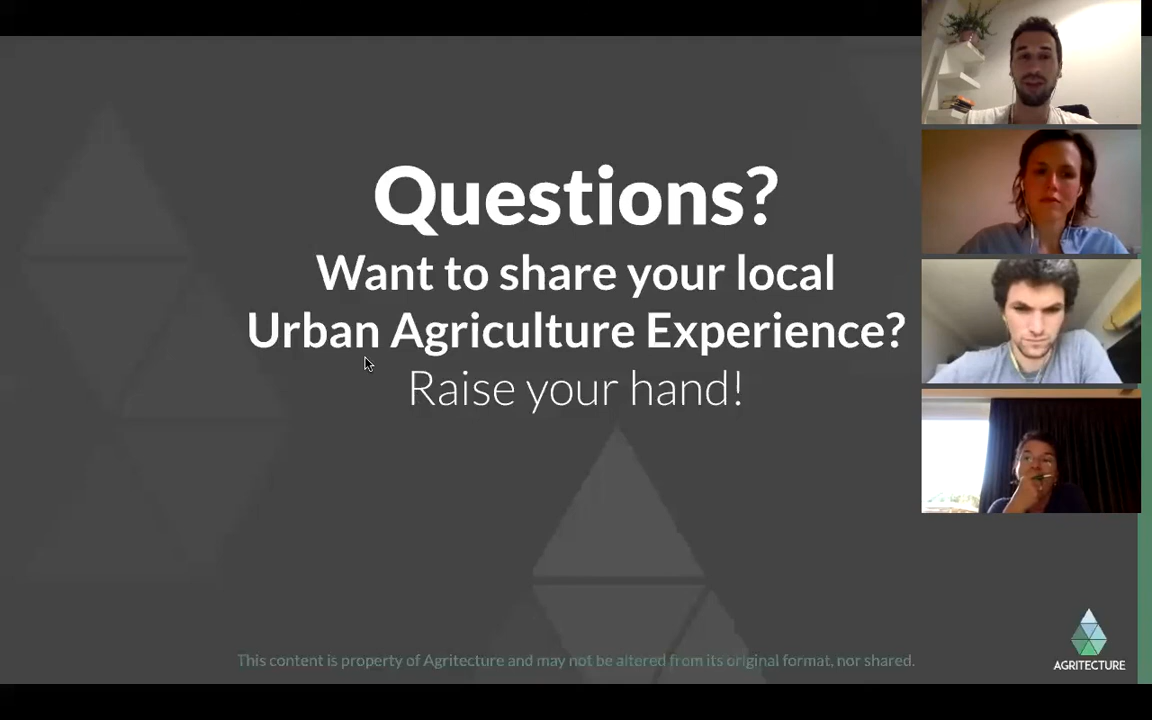 Questions?
Want to share your local
Urban Agriculture Experience?
Raise your hand!
This content is property of Agritecture and may not be altered from its original format, nor shared.
AGRITECTURE